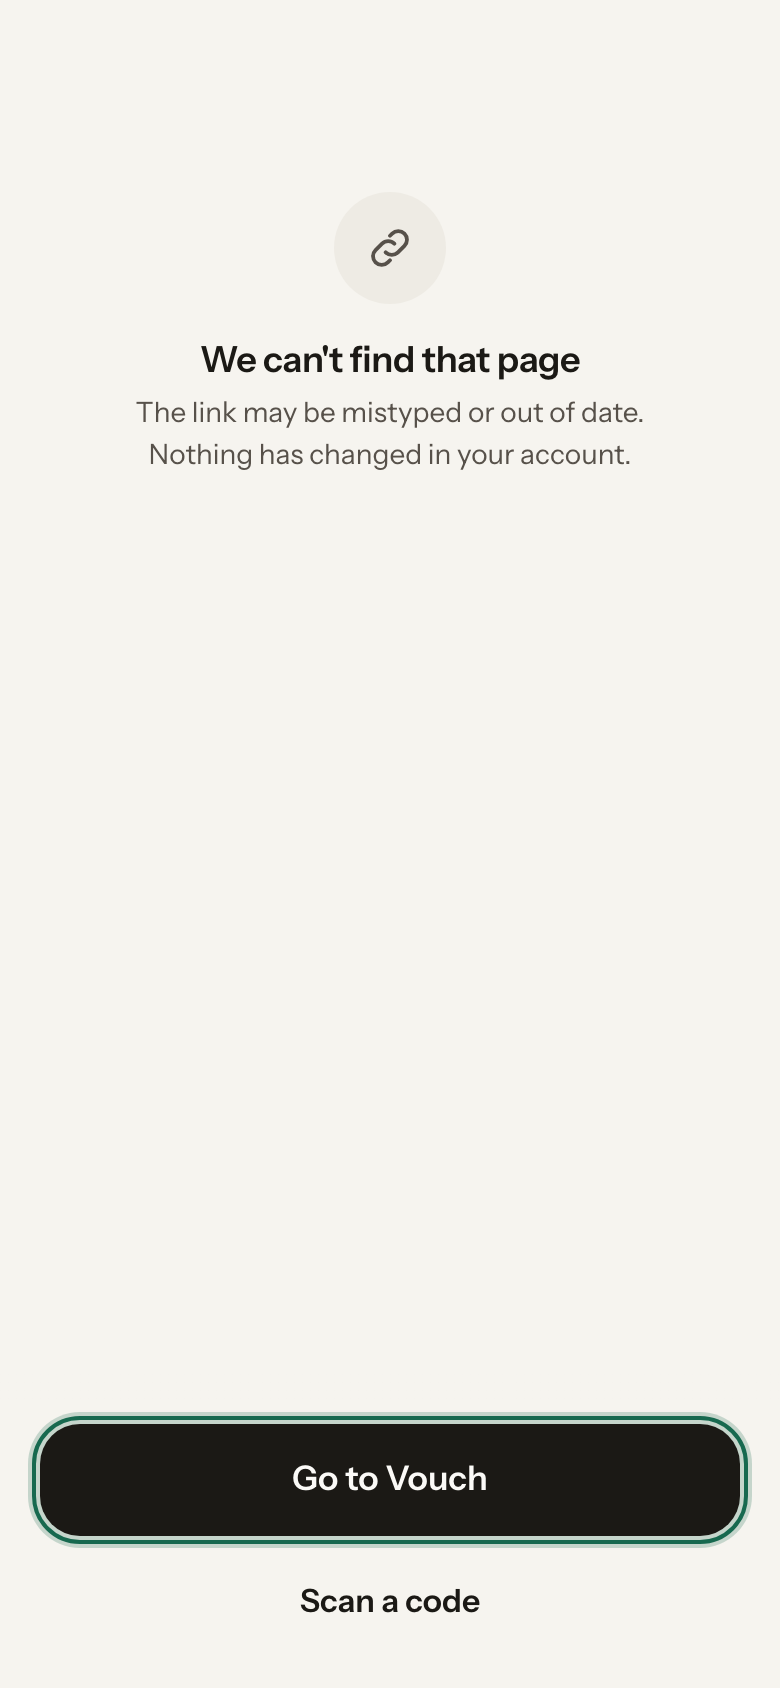 We can't find that page
The link may be mistyped or out of date.
Nothing has changed in your account.
Go to Vouch
Scan a code